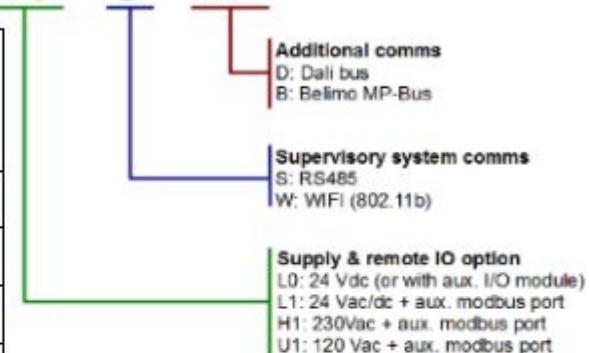 Additional comms
D: Dali bus
B: Belimo MP-Bus
Supervisory system comms
S: RS485
W: WIFI (802.11b)
Supply & remote IO option
L0: 24 Vdc (or with aux. I/O module)
L1: 24 Vac/dc + aux. modbus port
H1: 230Vac + aux. modbus port
U1: 120 Vac + aux. modbus port